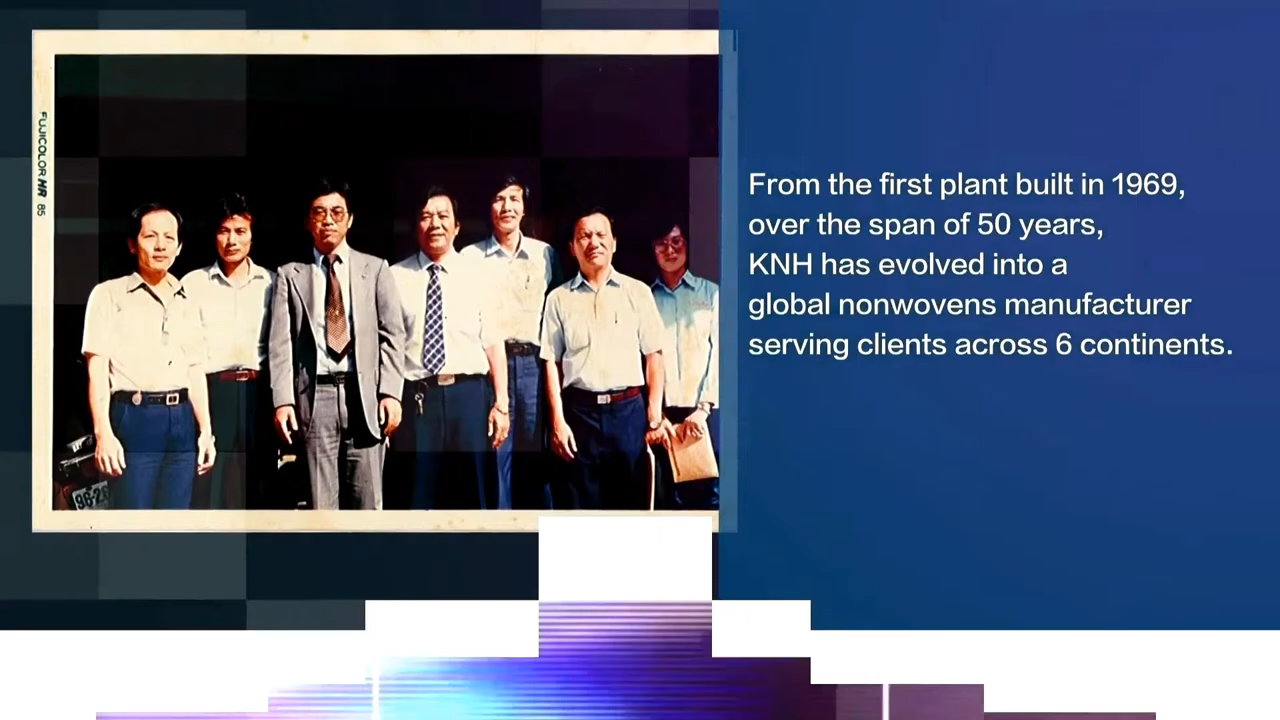 FUJICOLOR HR 85
From the first plant built in 1969,
over the span of 50 years,
KNH has evolved into a
global nonwovens manufacturer
serving clients across 6 continents.